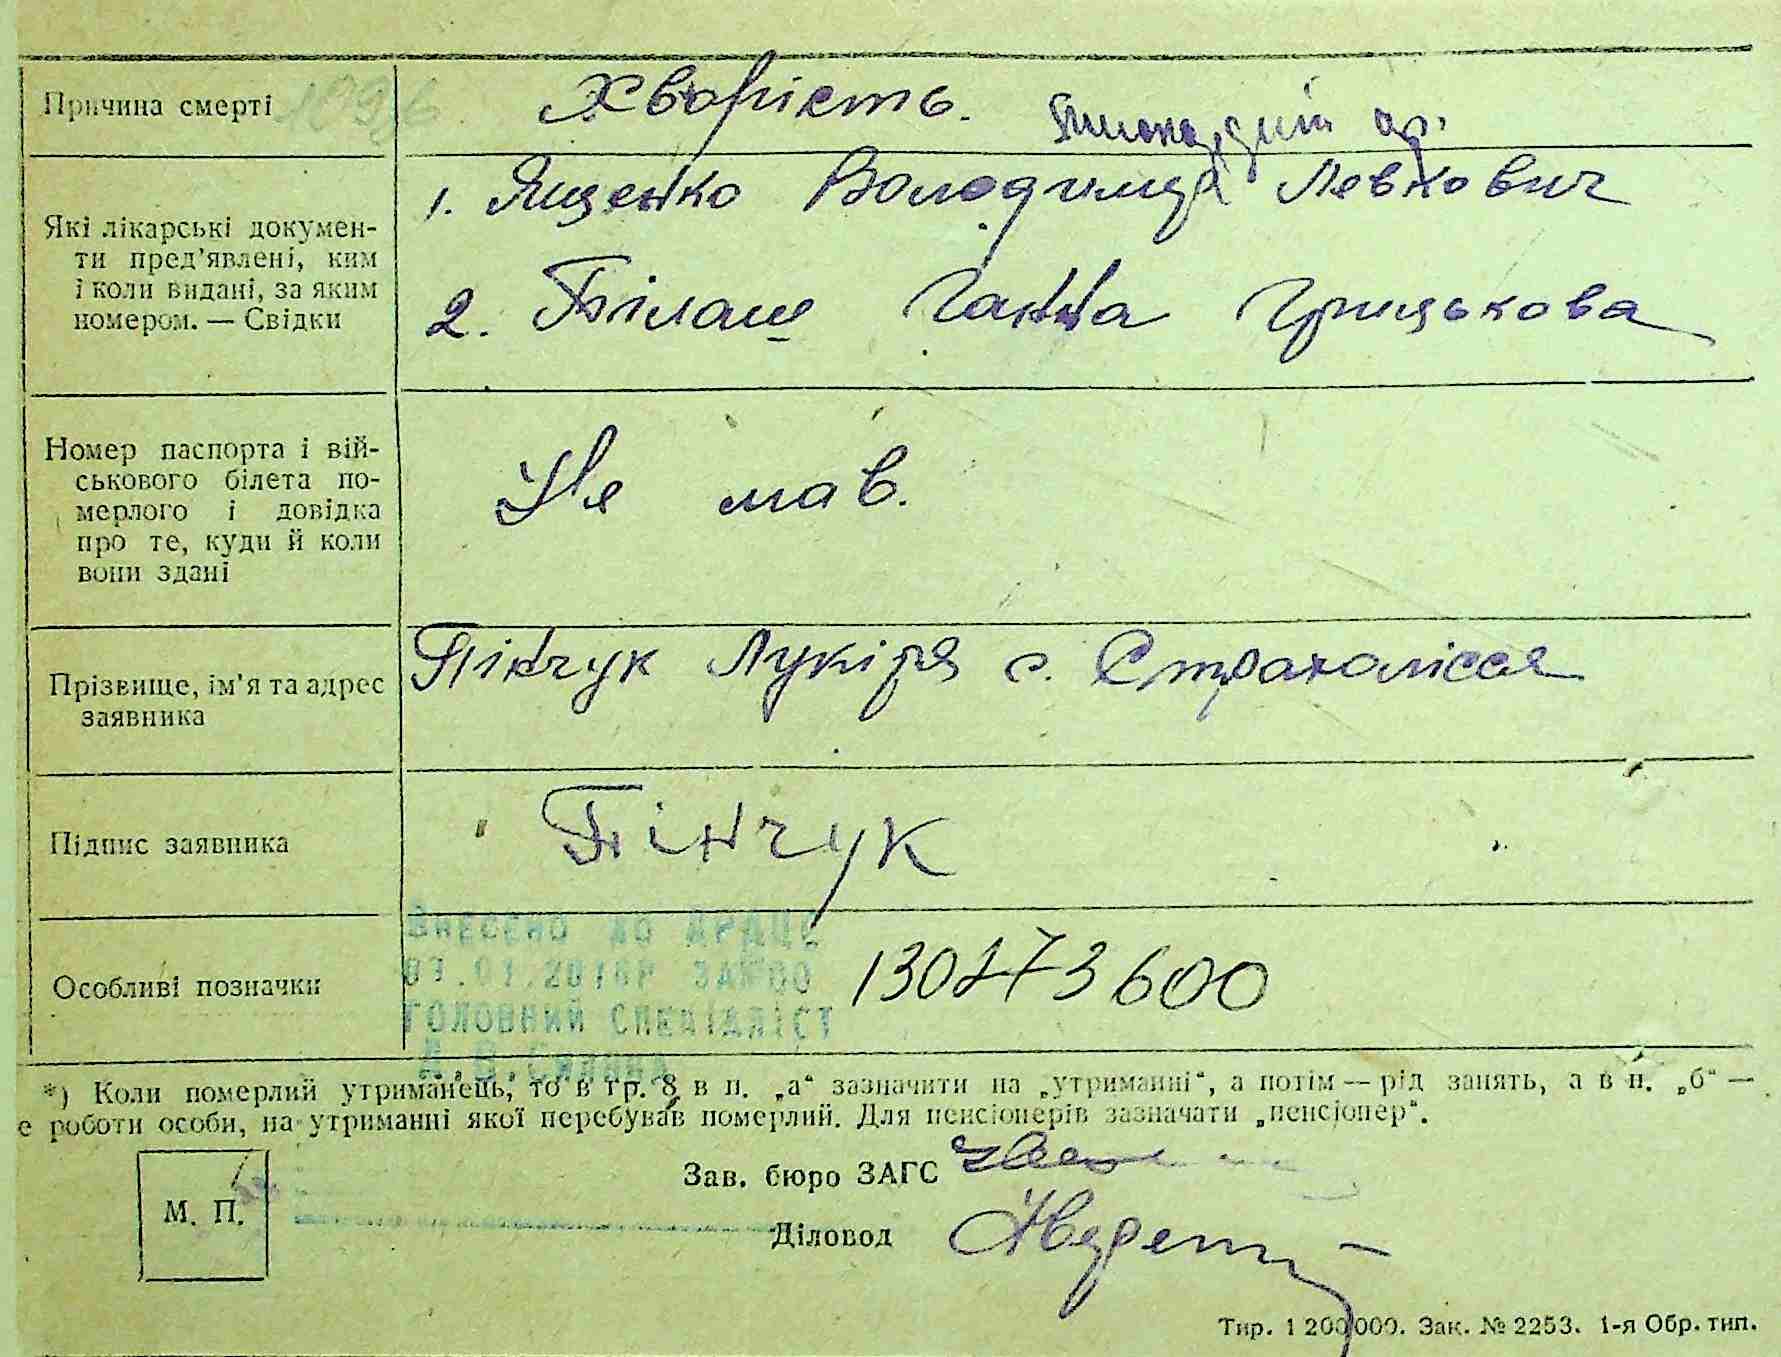 Причина смерті
Хворість.
Які лікарські докумен-
ти пред'явлені, ким
і коли видані, за яким
номером. — Свідки
1. Ященко Володимир Левкович
2. Білаш Ганна Грицькова
Номер паспорта і вій-
ськового білета по-
мерлого і довідка
про те, куди й коли
вони здані
Не мав.
Прізвище, ім'я та адрес
заявника
Пінчук Лукіря с. Страхолісся
Підпис заявника
Пінчук
Особливі позначки
ВНЕСЕНО ДО ДРАЦС
ГОЛОВНИЙ СПЕЦІАЛІСТ
*) Коли померлий утриманець, то в гр. 8 в п. „а“ зазначити на „утриманні“, а потім — рід занять, а в п. „б“ —
е роботи особи, на утриманні якої перебував померлий. Для пенсіонерів зазначати „пенсіонер“.
Зав. бюро ЗАГС
М. П.
Діловод
Тир. 1 200 000. Зак. № 2253. 1-я Обр. тип.